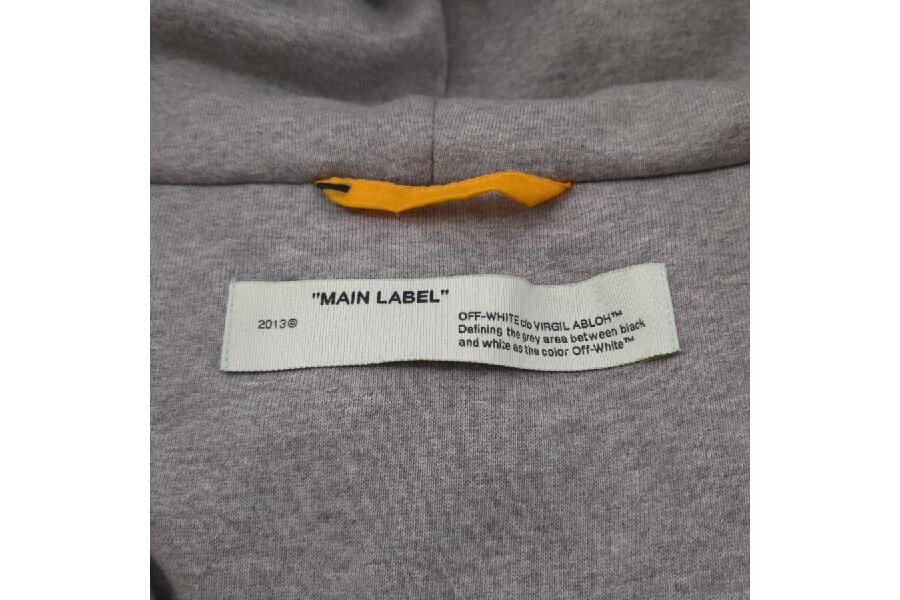 "MAIN LABEL"
2013©
OFF-WHITE c/o VIRGIL ABLOH™
Defining the grey area between black
and white as the color Off-White™